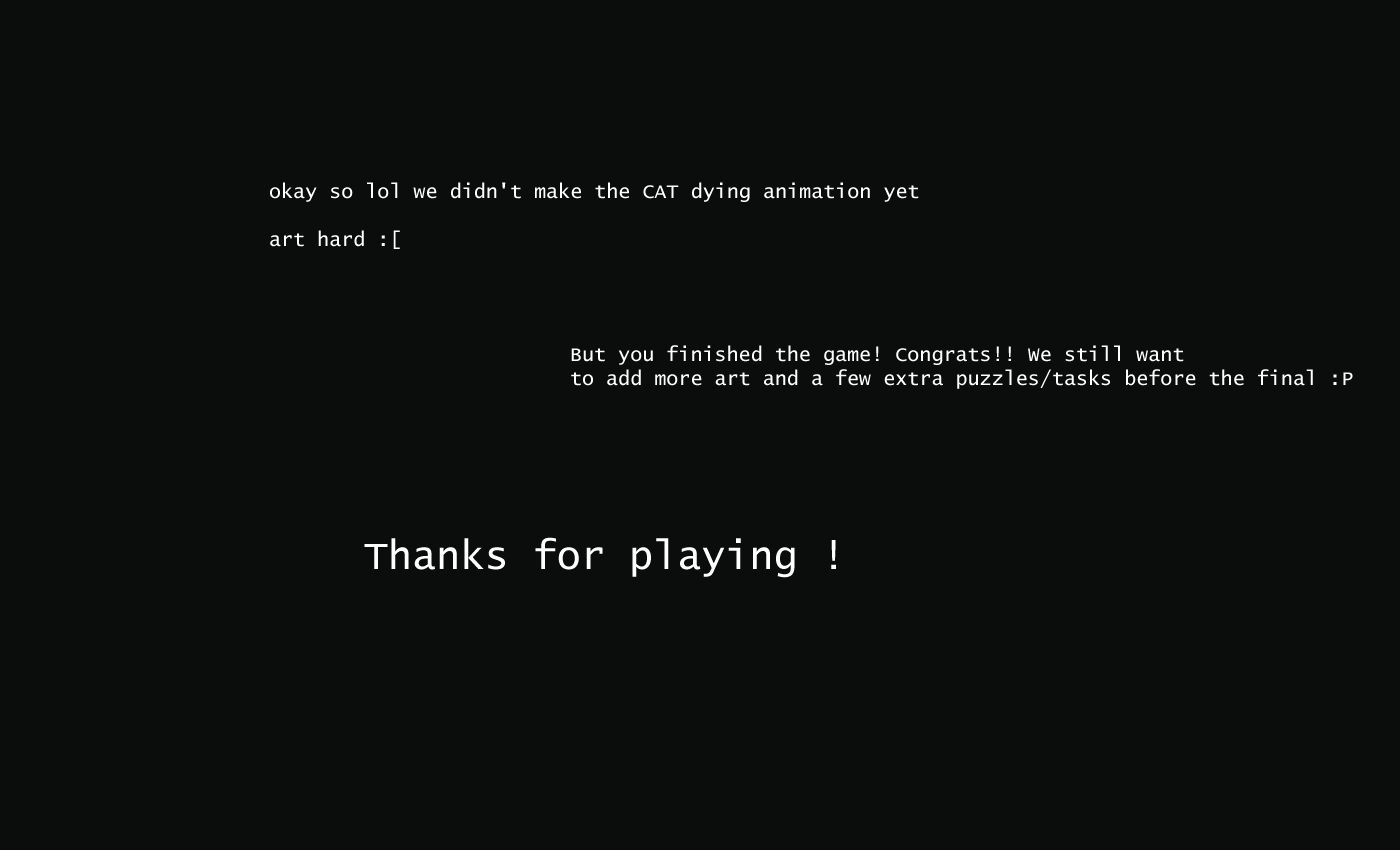 okay so lol we didn't make the CAT dying animation yet
art hard :[
But you finished the game! Congrats!! We still want
to add more art and a few extra puzzles/tasks before the final :P
Thanks for playing !